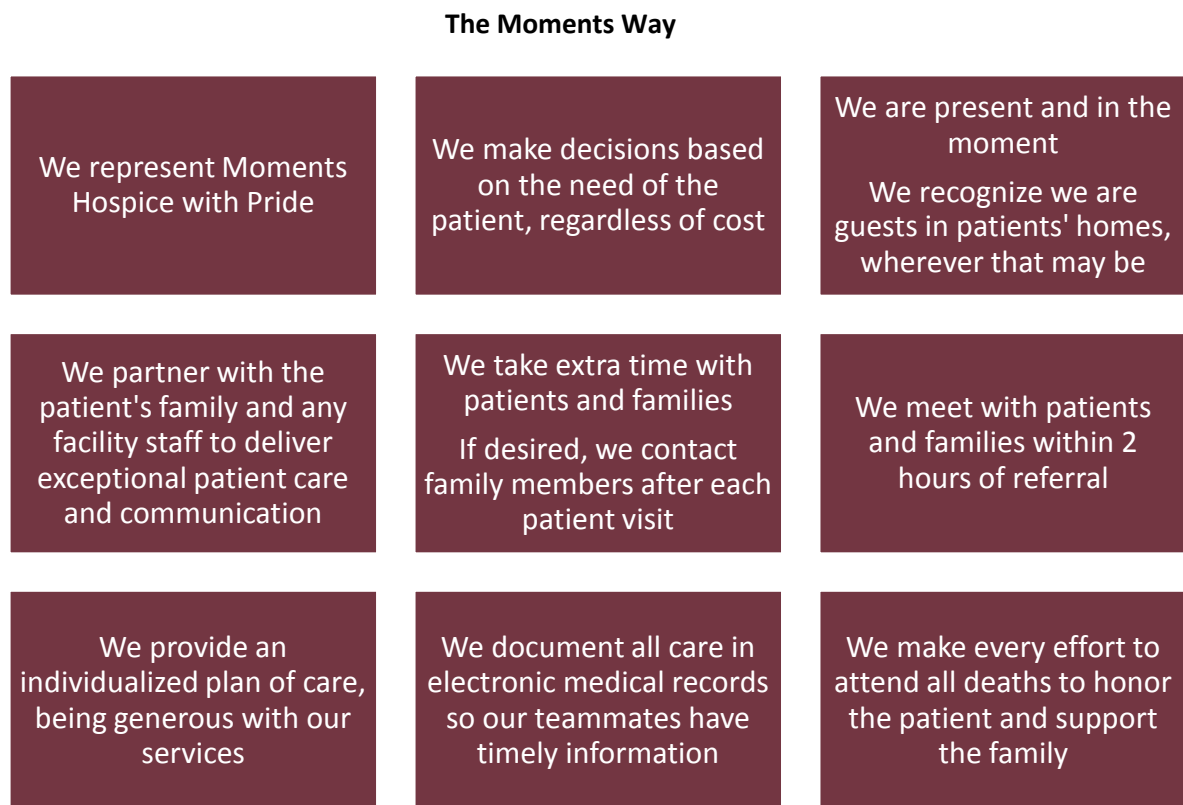 The Moments Way
We represent Moments
Hospice with Pride
We make decisions based
on the need of the
patient, regardless of cost
We are present and in the
moment
We recognize we are
guests in patients' homes,
wherever that may be
We partner with the
patient's family and any
facility staff to deliver
exceptional patient care
and communication
We take extra time with
patients and families
If desired, we contact
family members after each
patient visit
We meet with patients
and families within 2
hours of referral
We provide an
individualized plan of care,
being generous with our
services
We document all care in
electronic medical records
so our teammates have
timely information
We make every effort to
attend all deaths to honor
the patient and support
the family